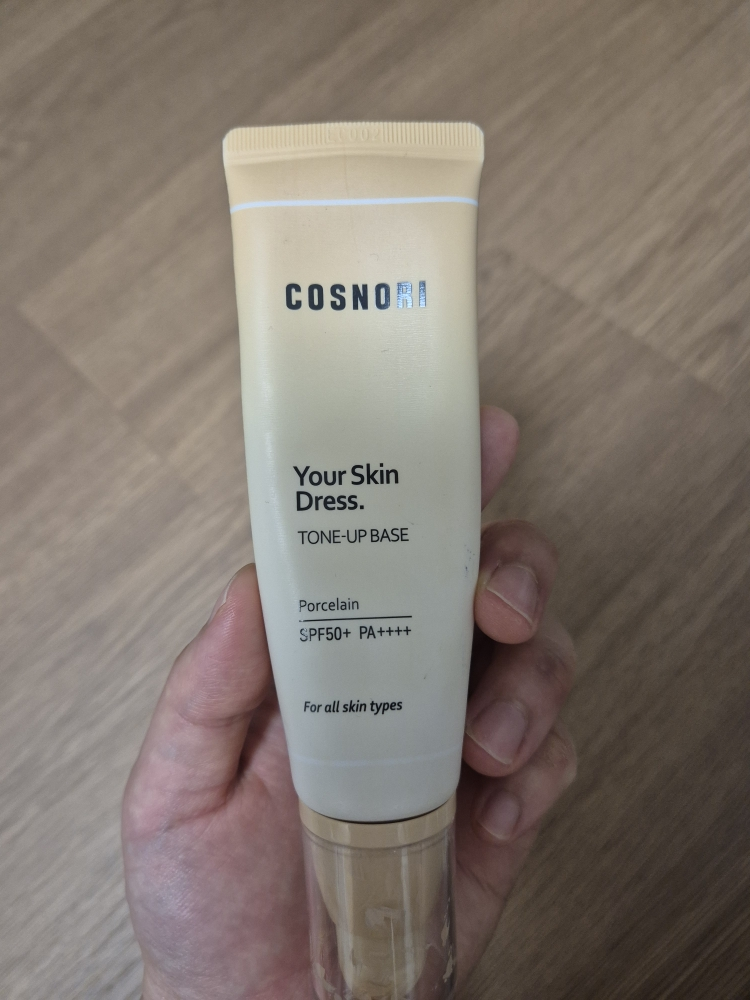 COSNORI
Your Skin
Dress.
TONE-UP BASE
Porcelain
SPF50+ PA++++
For all skin types